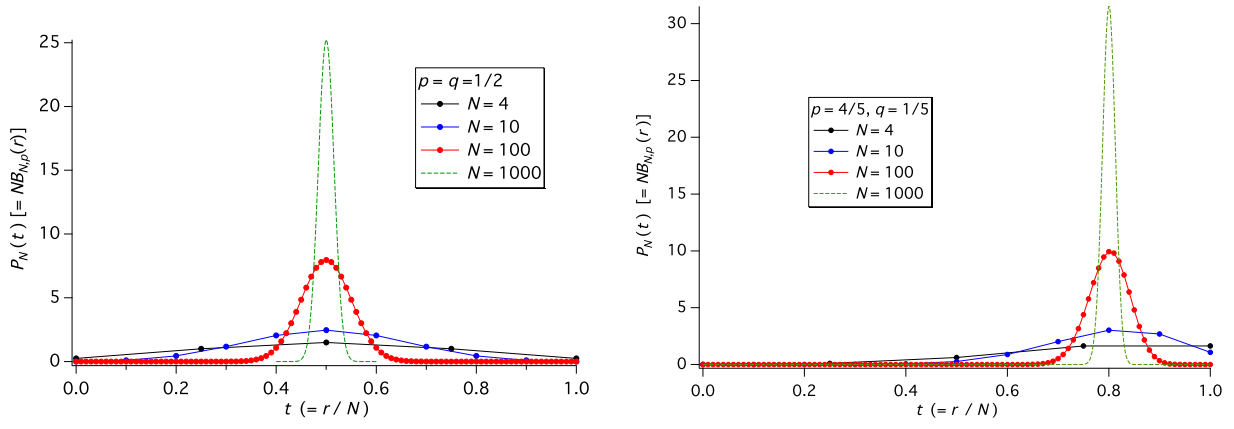 25
20
15
10
5
0
P_N(t) [= NB_{N,p}(r)]
p = q =1/2
N = 4
N = 10
N = 100
N = 1000
0.0
0.2
0.4
0.6
0.8
1.0
t (= r / N)
30
20
10
5
0
P_N(t) [= NB_{N,p}(r)]
p = 4/5, q = 1/5
N = 4
N = 10
N = 100
N = 1000
0.0
0.2
0.4
0.6
0.8
1.0
t (= r / N)